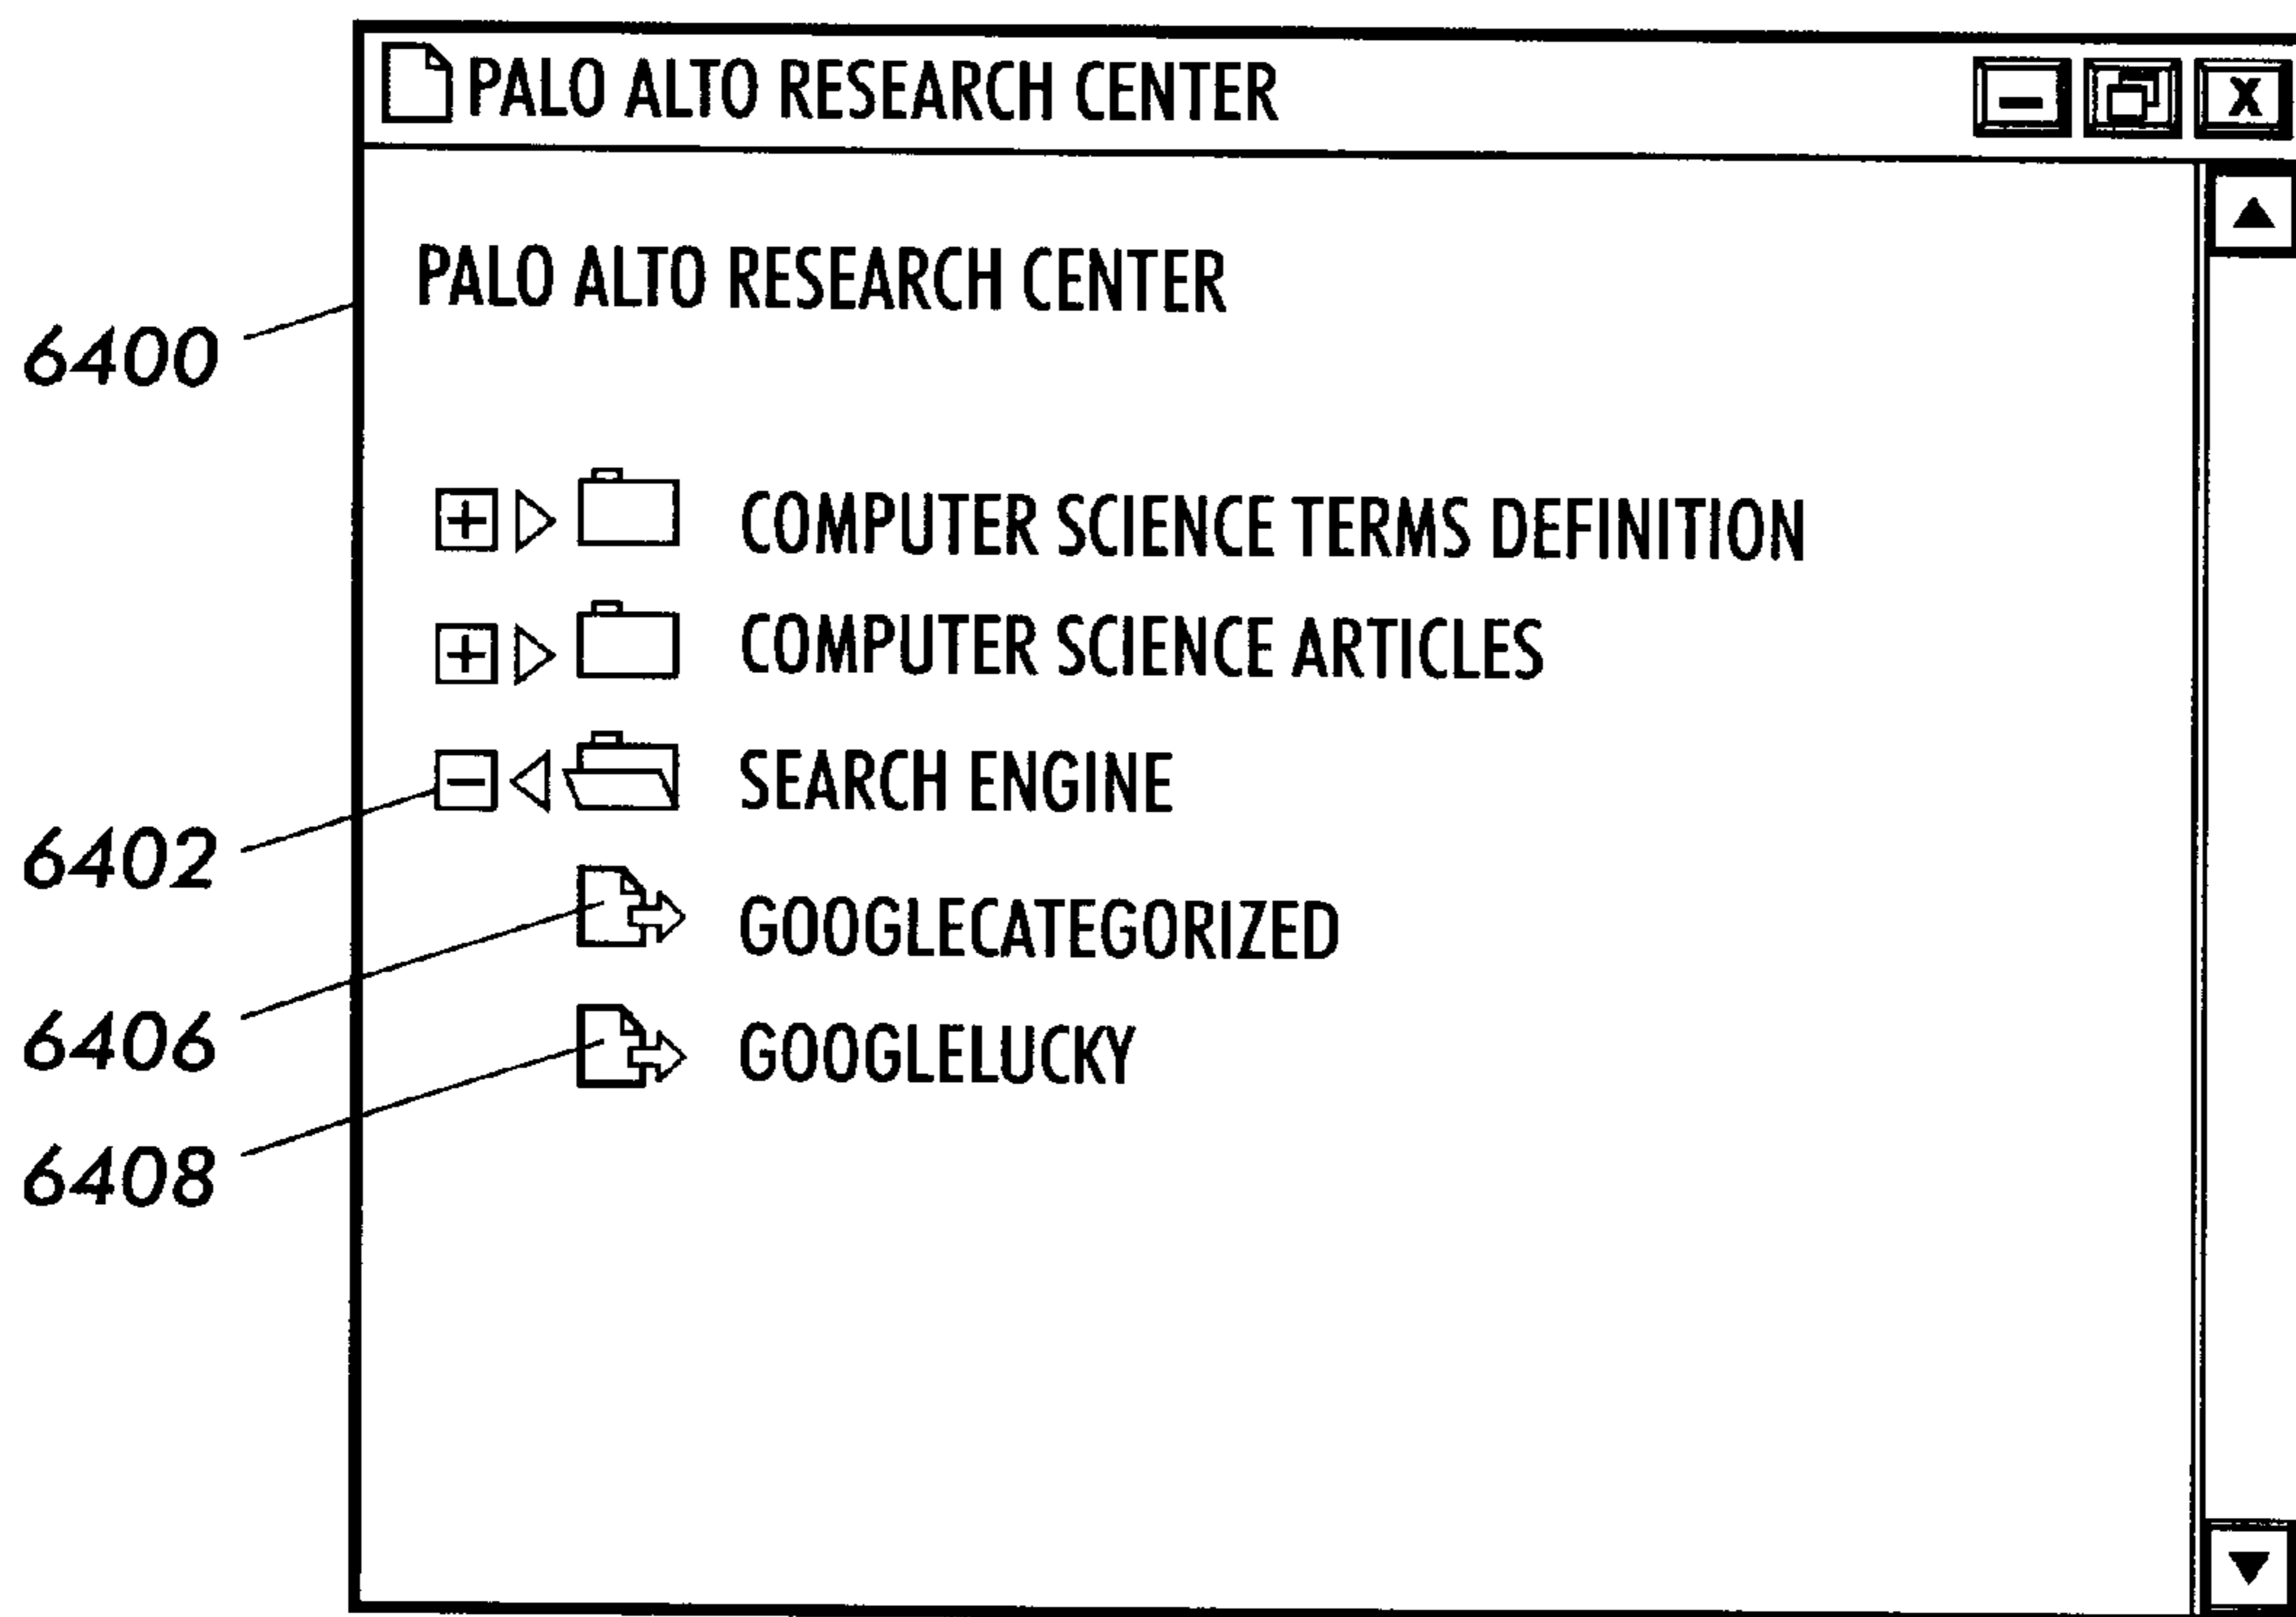 PALO ALTO RESEARCH CENTER
X
PALO ALTO RESEARCH CENTER
6400
COMPUTER SCIENCE TERMS DEFINITION
COMPUTER SCIENCE ARTICLES
SEARCH ENGINE
6402
GOOGLECATEGORIZED
6406
GOOGLELUCKY
6408